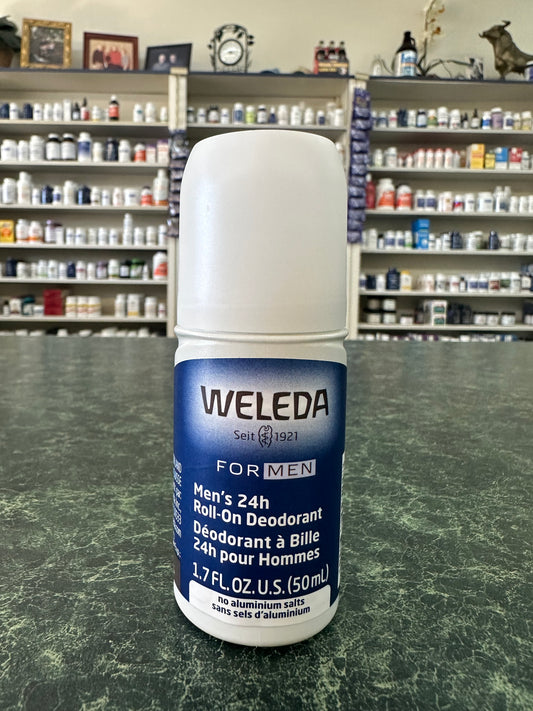 WELEDA
Seit 1921
FOR MEN
Men's 24h
Roll-On Deodorant
Déodorant à Bille
24h pour Hommes
1.7 FL. OZ. U.S. (50 mL)
no aluminium salts
sans sels d'aluminium